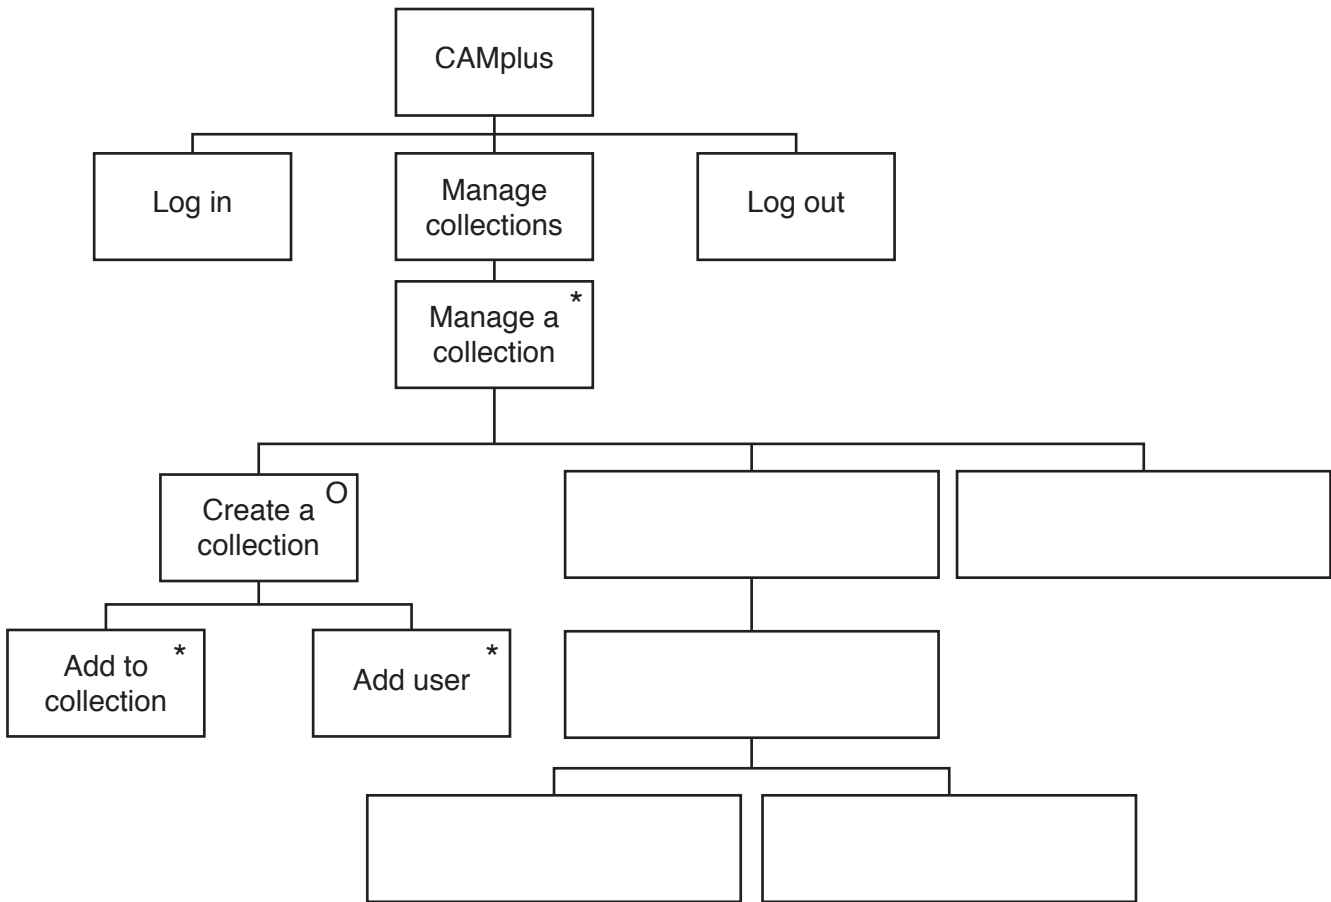 CAMplus
Log in
Manage
collections
Log out
Manage a *
collection
Create a O
collection
Add to *
collection
Add user *